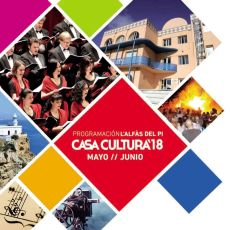 PROGRAMACIÓN L'ALFÀS DEL PI
CASA CULTURA'18
MAYO // JUNIO